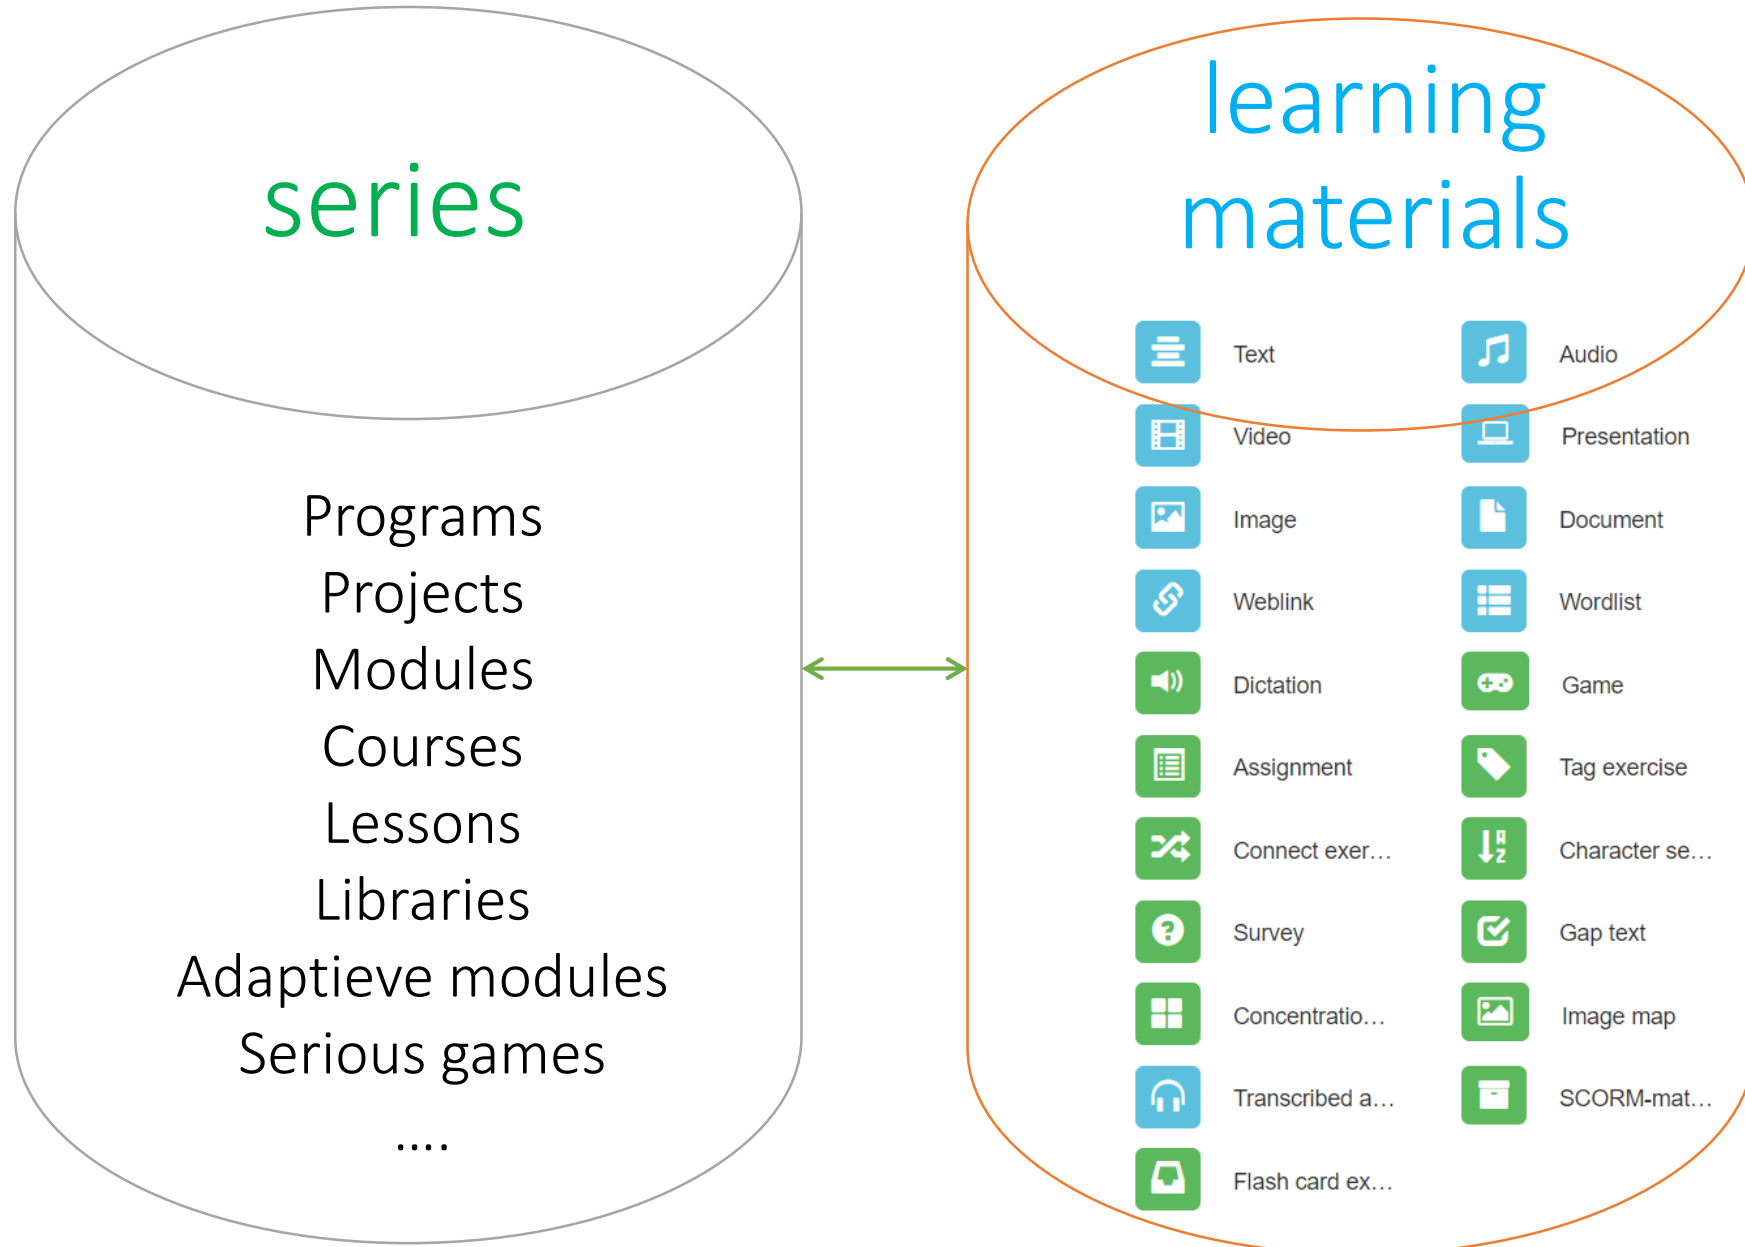 series
Programs
Projects
Modules
Courses
Lessons
Libraries
Adaptieve modules
Serious games
....
learning
materials
Text
Audio
Video
Presentation
Image
Document
Weblink
Wordlist
Dictation
Game
Assignment
Tag exercise
Connect exer...
Character se...
Survey
Gap text
Concentratio...
Image map
Transcribed a...
SCORM-mat...
Flash card ex...